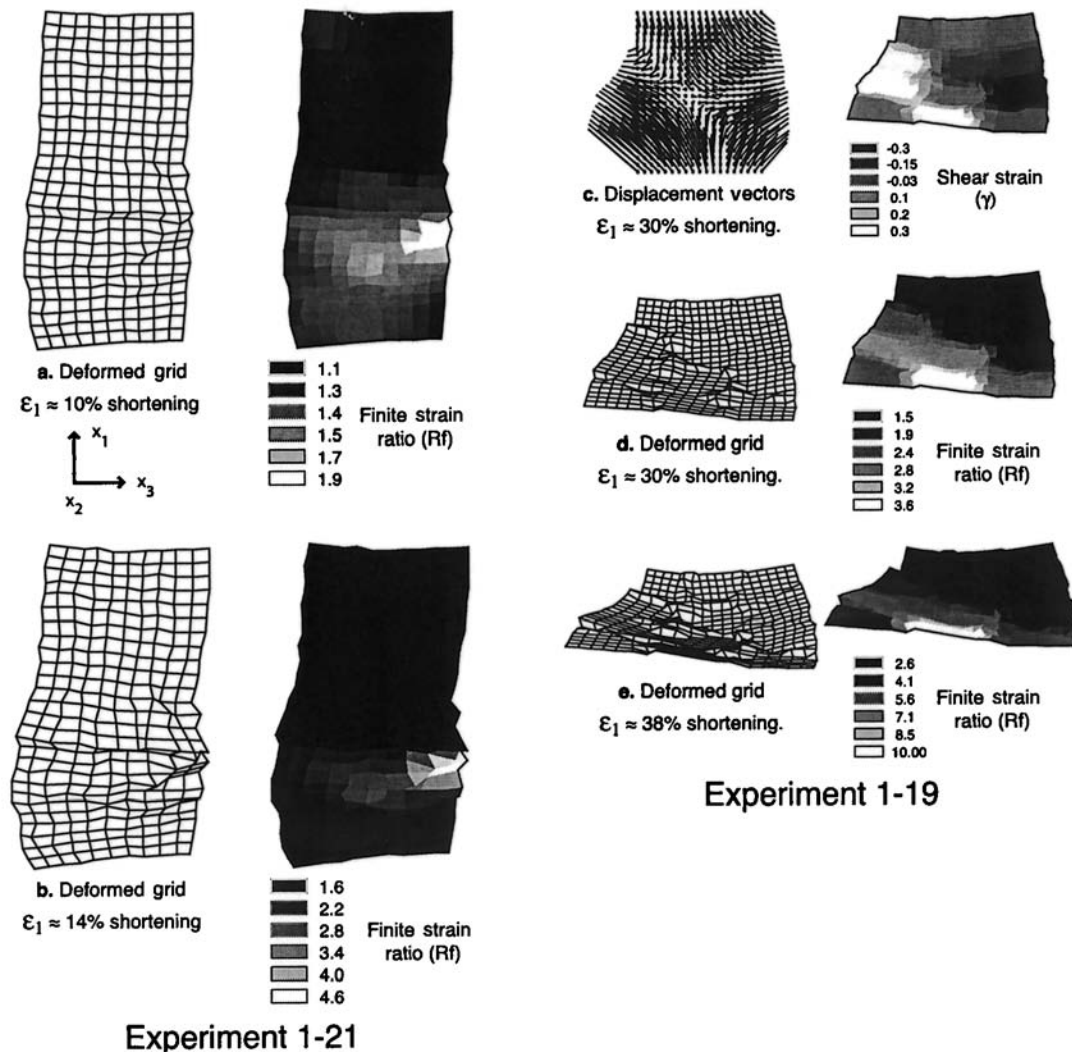 a. Deformed grid
ε1 ≈ 10% shortening
x1
x2
x3
1.1
1.3
1.4
1.5
1.7
1.9
Finite strain
ratio (Rf)
b. Deformed grid
ε1 ≈ 14% shortening
1.6
2.2
2.8
3.4
4.0
4.6
Finite strain
ratio (Rf)
Experiment 1-21
c. Displacement vectors
ε1 ≈ 30% shortening.
-0.3
-0.15
-0.03
0.1
0.2
0.3
Shear strain
(γ)
d. Deformed grid
ε1 ≈ 30% shortening.
1.5
1.9
2.4
2.8
3.2
3.6
Finite strain
ratio (Rf)
e. Deformed grid
ε1 ≈ 38% shortening.
2.6
4.1
5.6
7.1
8.5
10.00
Finite strain
ratio (Rf)
Experiment 1-19